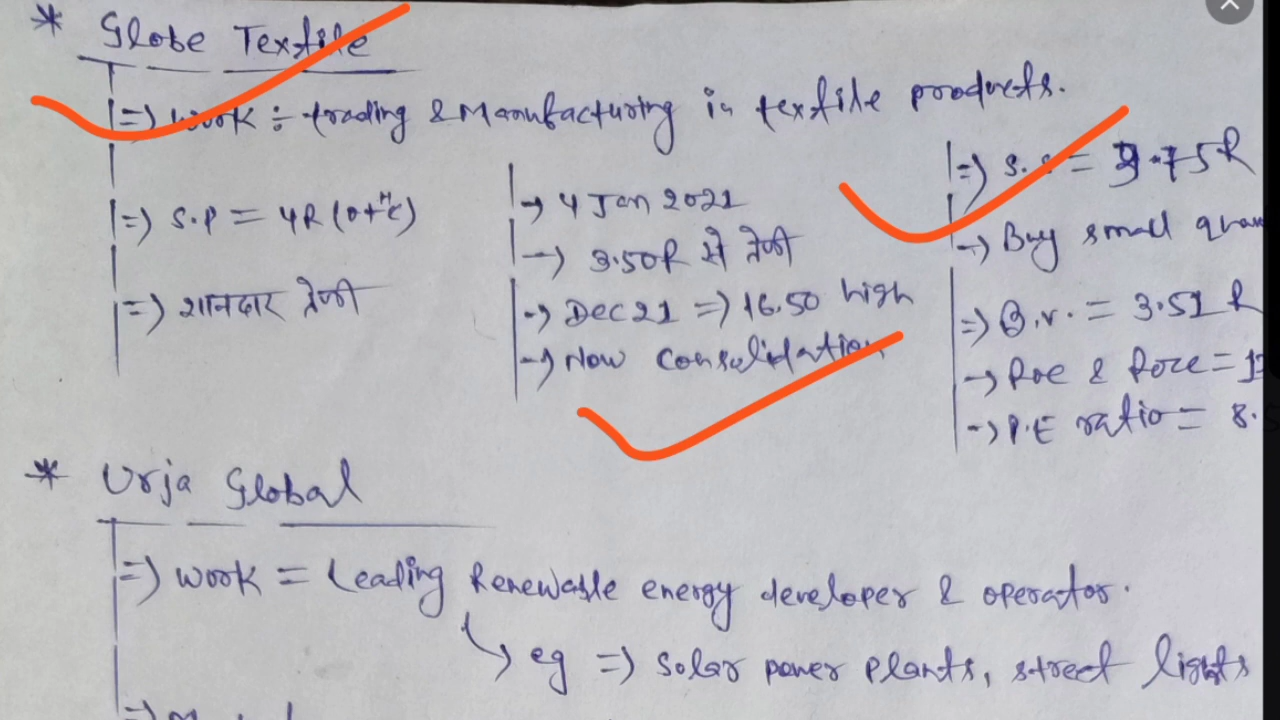 * Globe Textile
=) Work :- trading & Manufacturing in textile products.
=) S.P = 4R
=) शानदार तेजी
-> 4 Jan 2021
-> 3.50R से तेजी
-> Dec 21 => 16.50 high
-> Now Consolidation
=) S. = .75R
-> Buy small
=) B.V. = 3.51 R
-> Roe & Roce =
-> P.E ratio = 8.
* Urja Global
=) work = Leading Renewable energy developer & operator.
-> eg => Solar power plants, street lights